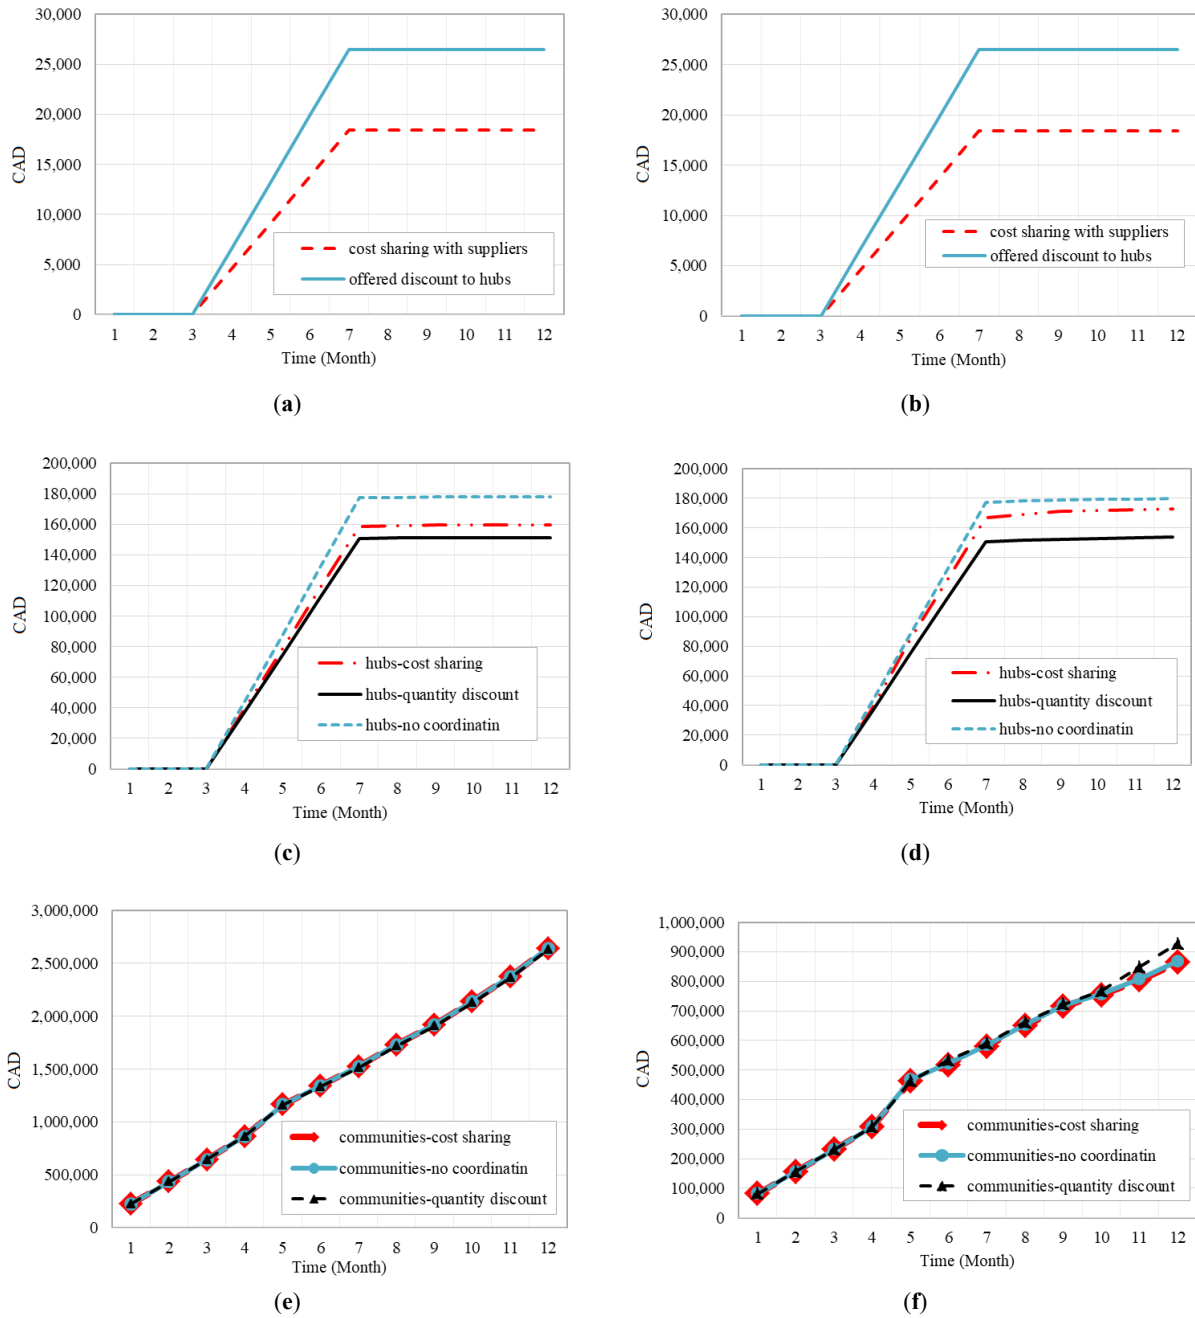 30,000
25,000
20,000
15,000
10,000
5,000
0
CAD
cost sharing with suppliers
offered discount to hubs
1 2 3 4 5 6 7 8 9 10 11 12
Time (Month)
(a)
30,000
25,000
20,000
15,000
10,000
5,000
0
CAD
cost sharing with suppliers
offered discount to hubs
1 2 3 4 5 6 7 8 9 10 11 12
Time (Month)
(b)
200,000
180,000
160,000
140,000
120,000
100,000
80,000
60,000
40,000
20,000
0
CAD
hubs-cost sharing
hubs-quantity discount
hubs-no coordinatin
1 2 3 4 5 6 7 8 9 10 11 12
Time (Month)
(c)
200,000
180,000
160,000
140,000
120,000
100,000
80,000
60,000
40,000
20,000
0
CAD
hubs-cost sharing
hubs-quantity discount
hubs-no coordinatin
1 2 3 4 5 6 7 8 9 10 11 12
Time (Month)
(d)
3,000,000
2,500,000
2,000,000
1,500,000
1,000,000
500,000
0
CAD
communities-cost sharing
communities-no coordinatin
communities-quantity discount
1 2 3 4 5 6 7 8 9 10 11 12
Time (Month)
(e)
1,000,000
900,000
800,000
700,000
600,000
500,000
400,000
300,000
200,000
100,000
0
CAD
communities-cost sharing
communities-no coordinatin
communities-quantity discount
1 2 3 4 5 6 7 8 9 10 11 12
Time (Month)
(f)